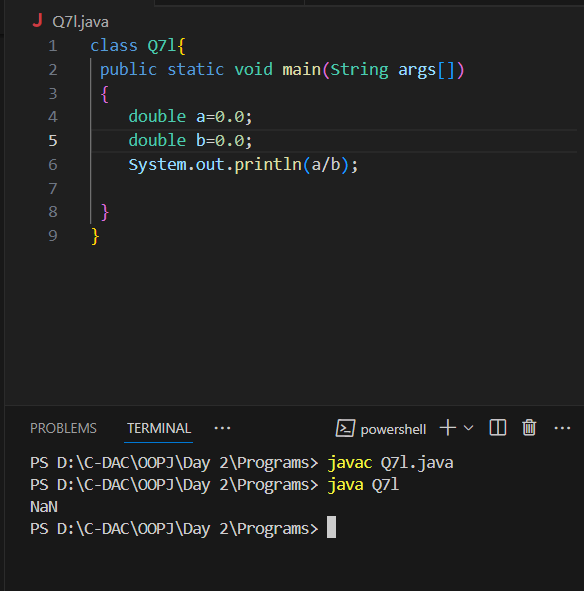 J Q7l.java
1 class Q7l{
2 public static void main(String args[])
3 {
4 double a=0.0;
5 double b=0.0;
6 System.out.println(a/b);
7
8 }
9 }
PROBLEMS TERMINAL ... powershell
PS D:\C-DAC\OOPJ\Day 2\Programs> javac Q7l.java
PS D:\C-DAC\OOPJ\Day 2\Programs> java Q7l
NaN
PS D:\C-DAC\OOPJ\Day 2\Programs>